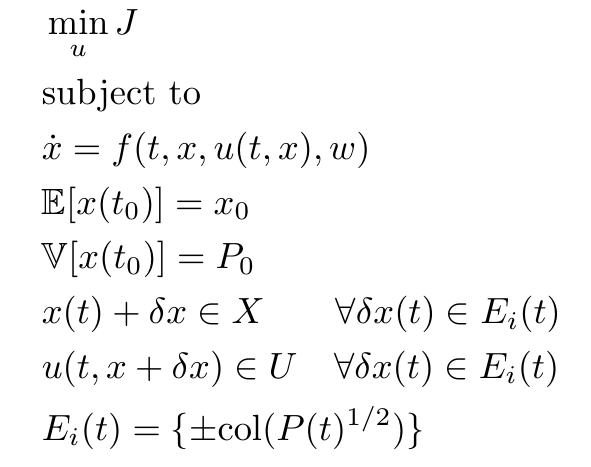 min J
u
subject to
ẋ = f(t, x, u(t, x), w)
𝔼[x(t₀)] = x₀
𝕍[x(t₀)] = P₀
x(t) + δx ∈ X ∀δx(t) ∈ Eᵢ(t)
u(t, x + δx) ∈ U ∀δx(t) ∈ Eᵢ(t)
Eᵢ(t) = {±col(P(t)^{1/2})}